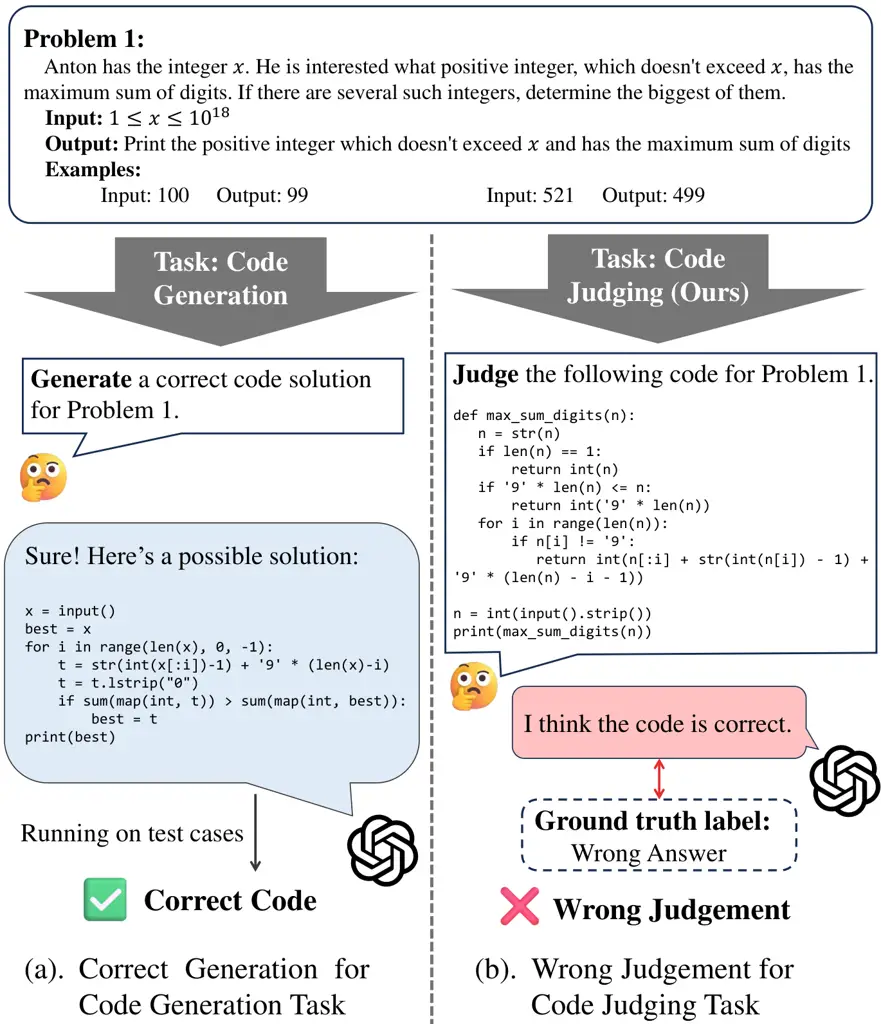 Problem 1:
Anton has the integer x. He is interested what positive integer, which doesn't exceed x, has the
maximum sum of digits. If there are several such integers, determine the biggest of them.
Input: 1 ≤ x ≤ 10¹⁸
Output: Print the positive integer which doesn't exceed x and has the maximum sum of digits
Examples:
Input: 100 Output: 99 Input: 521 Output: 499
Task: Code
Generation
Generate a correct code solution
for Problem 1.
Sure! Here's a possible solution:
x = input()
best = x
for i in range(len(x), 0, -1):
    t = str(int(x[:i])-1) + '9' * (len(x)-i)
    t = t.lstrip("0")
    if sum(map(int, t)) > sum(map(int, best)):
        best = t
print(best)
Running on test cases
Correct Code
(a). Correct Generation for
Code Generation Task
Task: Code
Judging (Ours)
Judge the following code for Problem 1.
def max_sum_digits(n):
    n = str(n)
    if len(n) == 1:
        return int(n)
    if '9' * len(n) <= n:
        return int('9' * len(n))
    for i in range(len(n)):
        if n[i] != '9':
            return int(n[:i] + str(int(n[i]) - 1) +
'9' * (len(n) - i - 1))
n = int(input().strip())
print(max_sum_digits(n))
I think the code is correct.
Ground truth label:
Wrong Answer
Wrong Judgement
(b). Wrong Judgement for
Code Judging Task